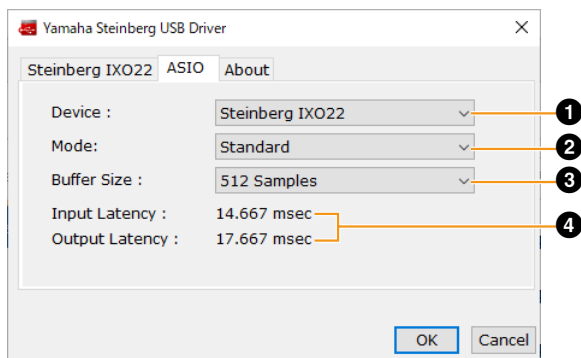 Yamaha Steinberg USB Driver
Steinberg IXO22 ASIO About
Device : Steinberg IXO22 1
Mode: Standard 2
Buffer Size : 512 Samples 3
Input Latency : 14.667 msec
4
Output Latency : 17.667 msec
OK Cancel